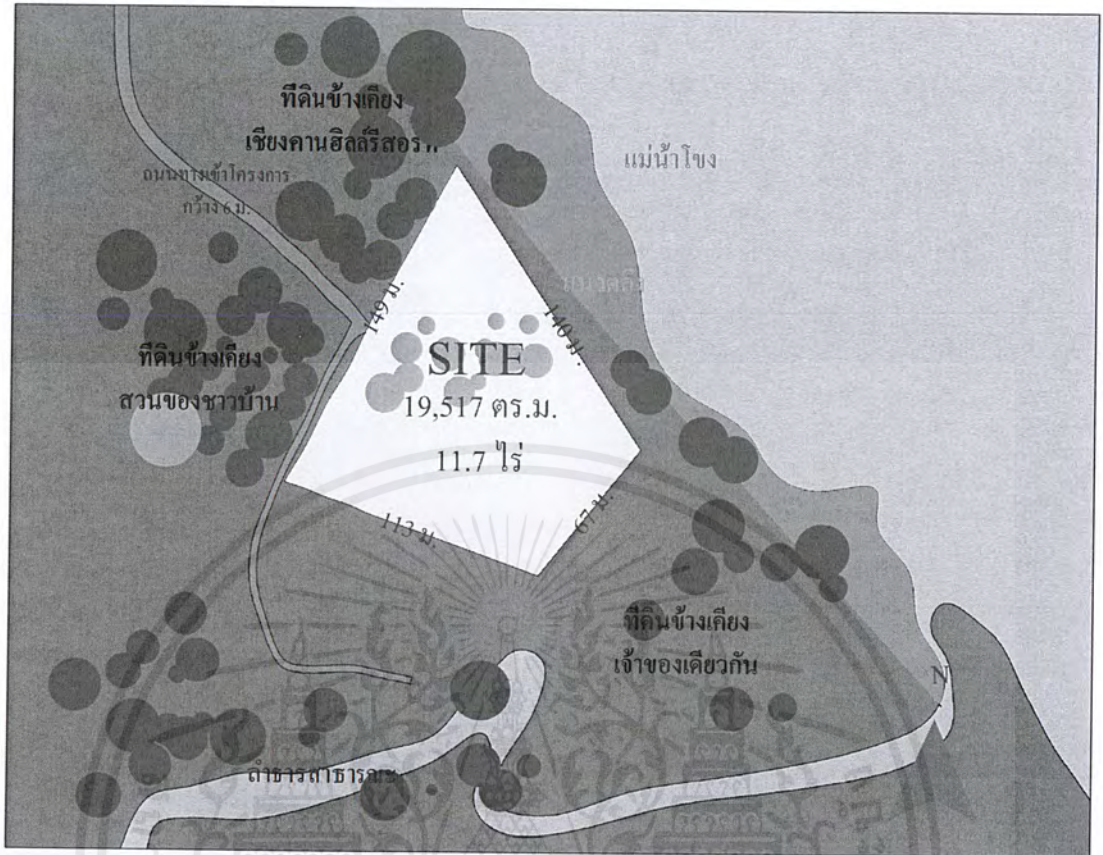 ที่ดินข้างเคียง
เชียงคานฮิลล์รีสอร์ท
แม่น้ำโขง
ถนนทางเข้าโครงการ
กว้าง 6 ม.
149 ม.
140 ม.
SITE
19,517 ตร.ม.
11.7 ไร่
ที่ดินข้างเคียง
สวนของชาวบ้าน
113 ม.
67 ม.
ที่ดินข้างเคียง
เจ้าของเดียวกัน
N
ลำธารสาธารณะ